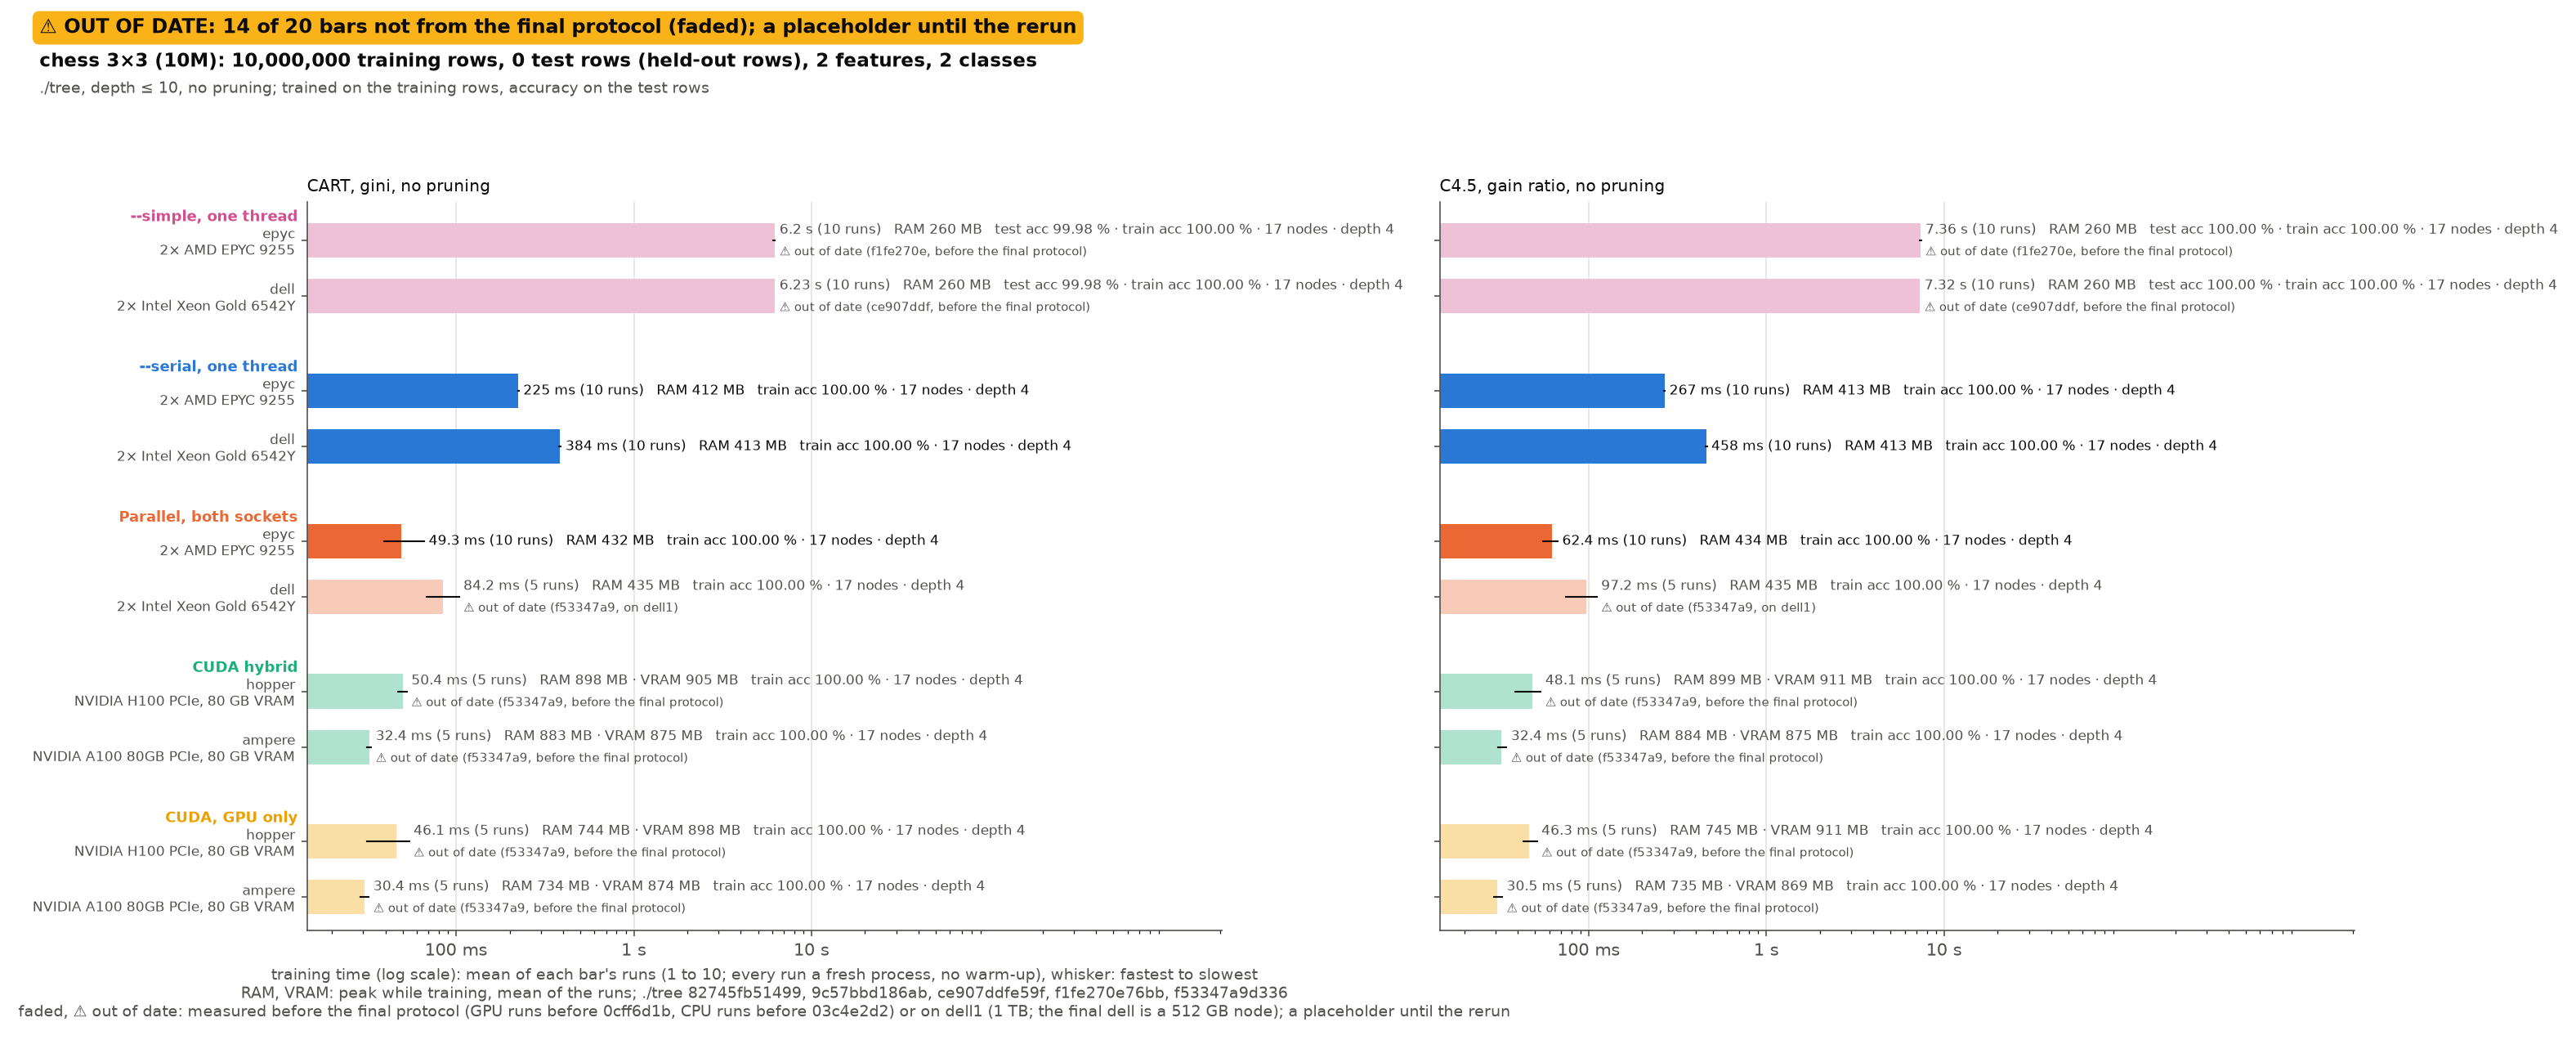 ⚠ OUT OF DATE: 14 of 20 bars not from the final protocol (faded); a placeholder until the rerun
chess 3×3 (10M): 10,000,000 training rows, 0 test rows (held-out rows), 2 features, 2 classes
./tree, depth ≤ 10, no pruning; trained on the training rows, accuracy on the test rows
CART, gini, no pruning
--simple, one thread
epyc
2× AMD EPYC 9255
6.2 s (10 runs) RAM 260 MB test acc 99.98 % · train acc 100.00 % · 17 nodes · depth 4
⚠ out of date (f1fe270e, before the final protocol)
dell
2× Intel Xeon Gold 6542Y
6.23 s (10 runs) RAM 260 MB test acc 99.98 % · train acc 100.00 % · 17 nodes · depth 4
⚠ out of date (ce907ddf, before the final protocol)
--serial, one thread
epyc
2× AMD EPYC 9255
225 ms (10 runs) RAM 412 MB train acc 100.00 % · 17 nodes · depth 4
dell
2× Intel Xeon Gold 6542Y
384 ms (10 runs) RAM 413 MB train acc 100.00 % · 17 nodes · depth 4
Parallel, both sockets
epyc
2× AMD EPYC 9255
49.3 ms (10 runs) RAM 432 MB train acc 100.00 % · 17 nodes · depth 4
dell
2× Intel Xeon Gold 6542Y
84.2 ms (5 runs) RAM 435 MB train acc 100.00 % · 17 nodes · depth 4
⚠ out of date (f53347a9, on dell1)
CUDA hybrid
hopper
NVIDIA H100 PCIe, 80 GB VRAM
50.4 ms (5 runs) RAM 898 MB · VRAM 905 MB train acc 100.00 % · 17 nodes · depth 4
⚠ out of date (f53347a9, before the final protocol)
ampere
NVIDIA A100 80GB PCIe, 80 GB VRAM
32.4 ms (5 runs) RAM 883 MB · VRAM 875 MB train acc 100.00 % · 17 nodes · depth 4
⚠ out of date (f53347a9, before the final protocol)
CUDA, GPU only
hopper
NVIDIA H100 PCIe, 80 GB VRAM
46.1 ms (5 runs) RAM 744 MB · VRAM 898 MB train acc 100.00 % · 17 nodes · depth 4
⚠ out of date (f53347a9, before the final protocol)
ampere
NVIDIA A100 80GB PCIe, 80 GB VRAM
30.4 ms (5 runs) RAM 734 MB · VRAM 874 MB train acc 100.00 % · 17 nodes · depth 4
⚠ out of date (f53347a9, before the final protocol)
100 ms 1 s 10 s
C4.5, gain ratio, no pruning
7.36 s (10 runs) RAM 260 MB test acc 100.00 % · train acc 100.00 % · 17 nodes · depth 4
⚠ out of date (f1fe270e, before the final protocol)
7.32 s (10 runs) RAM 260 MB test acc 100.00 % · train acc 100.00 % · 17 nodes · depth 4
⚠ out of date (ce907ddf, before the final protocol)
267 ms (10 runs) RAM 413 MB train acc 100.00 % · 17 nodes · depth 4
458 ms (10 runs) RAM 413 MB train acc 100.00 % · 17 nodes · depth 4
62.4 ms (10 runs) RAM 434 MB train acc 100.00 % · 17 nodes · depth 4
97.2 ms (5 runs) RAM 435 MB train acc 100.00 % · 17 nodes · depth 4
⚠ out of date (f53347a9, on dell1)
48.1 ms (5 runs) RAM 899 MB · VRAM 911 MB train acc 100.00 % · 17 nodes · depth 4
⚠ out of date (f53347a9, before the final protocol)
32.4 ms (5 runs) RAM 884 MB · VRAM 875 MB train acc 100.00 % · 17 nodes · depth 4
⚠ out of date (f53347a9, before the final protocol)
46.3 ms (5 runs) RAM 745 MB · VRAM 911 MB train acc 100.00 % · 17 nodes · depth 4
⚠ out of date (f53347a9, before the final protocol)
30.5 ms (5 runs) RAM 735 MB · VRAM 869 MB train acc 100.00 % · 17 nodes · depth 4
⚠ out of date (f53347a9, before the final protocol)
100 ms 1 s 10 s
training time (log scale): mean of each bar's runs (1 to 10; every run a fresh process, no warm-up), whisker: fastest to slowest
RAM, VRAM: peak while training, mean of the runs; ./tree 82745fb51499, 9c57bbd186ab, ce907ddfe59f, f1fe270e76bb, f53347a9d336
faded, ⚠ out of date: measured before the final protocol (GPU runs before 0cff6d1b, CPU runs before 03c4e2d2) or on dell1 (1 TB; the final dell is a 512 GB node); a placeholder until the rerun